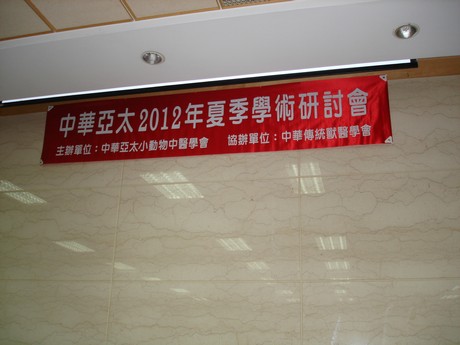 中華亞太2012年夏季學術研討會
主辦單位：中華亞太小動物中醫學會 協辦單位：中華傳統獸醫學會